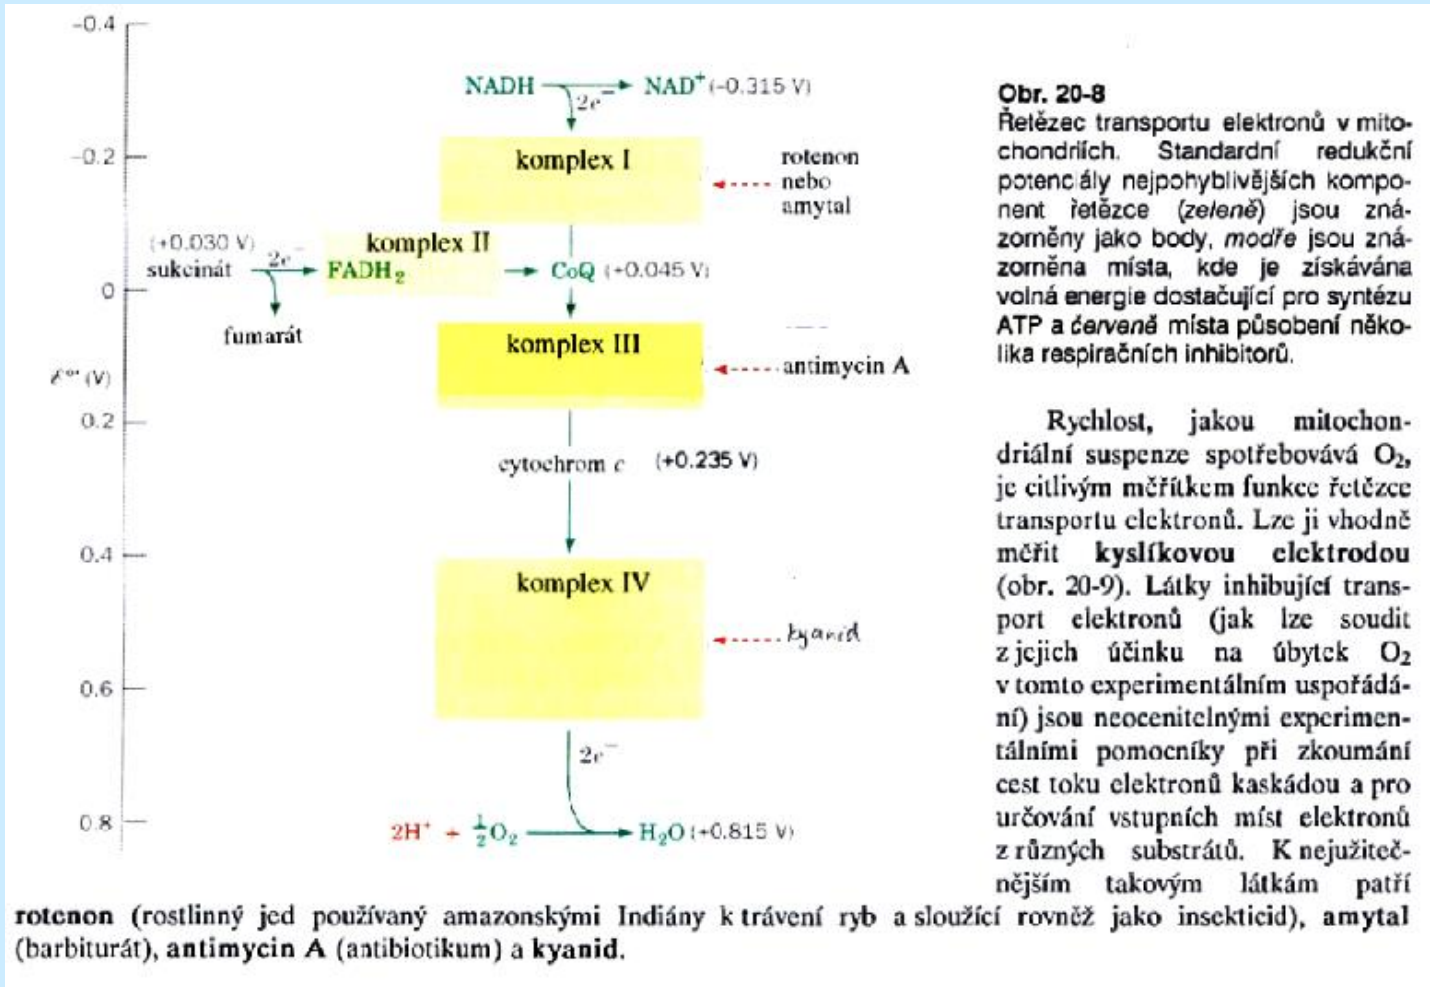 -0.4
NADH → NAD⁺ (-0.315 V)
2e⁻
-0.2
komplex I
rotenon
nebo
amytal
(+0.030 V)
sukcinát
2e⁻
komplex II
FADH₂
CoQ (+0.045 V)
0
fumarát
komplex III
antimycin A
ℰ°' (V)
0.2
cytochrom c (+0.235 V)
0.4
komplex IV
kyanid
0.6
2e⁻
0.8
2H⁺ + ½O₂ → H₂O (+0.815 V)
Obr. 20-8
Řetězec transportu elektronů v mito-
chondriích. Standardní redukční
potenciály nejpohyblivějších kompo-
nent řetězce (zeleně) jsou zná-
zorněny jako body, modře jsou zná-
zorněna místa, kde je získávána
volná energie dostačující pro syntézu
ATP a červeně místa působení něko-
lika respiračních inhibitorů.
Rychlost, jakou mitochon-
driální suspenze spotřebovává O₂,
je citlivým měřítkem funkce řetězce
transportu elektronů. Lze ji vhodně
měřit kyslíkovou elektrodou
(obr. 20-9). Látky inhibující trans-
port elektronů (jak lze soudit
z jejich účinku na úbytek O₂
v tomto experimentálním uspořádá-
ní) jsou neocenitelnými experimen-
tálními pomocníky při zkoumání
cest toku elektronů kaskádou a pro
určování vstupních míst elektronů
z různých substrátů. K nejužiteč-
nějším takovým látkám patří
rotenon (rostlinný jed používaný amazonskými Indiány k trávení ryb a sloužící rovněž jako insekticid), amytal
(barbiturát), antimycin A (antibiotikum) a kyanid.